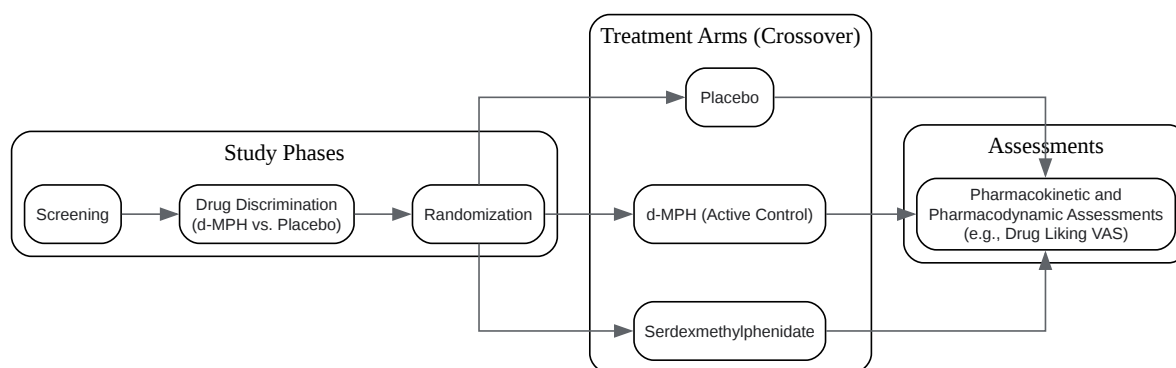 Treatment Arms (Crossover)
Placebo
Study Phases
Assessments
Screening
Drug Discrimination
(d-MPH vs. Placebo)
Randomization
d-MPH (Active Control)
Pharmacokinetic and
Pharmacodynamic Assessments
(e.g., Drug Liking VAS)
Serdexmethylphenidate